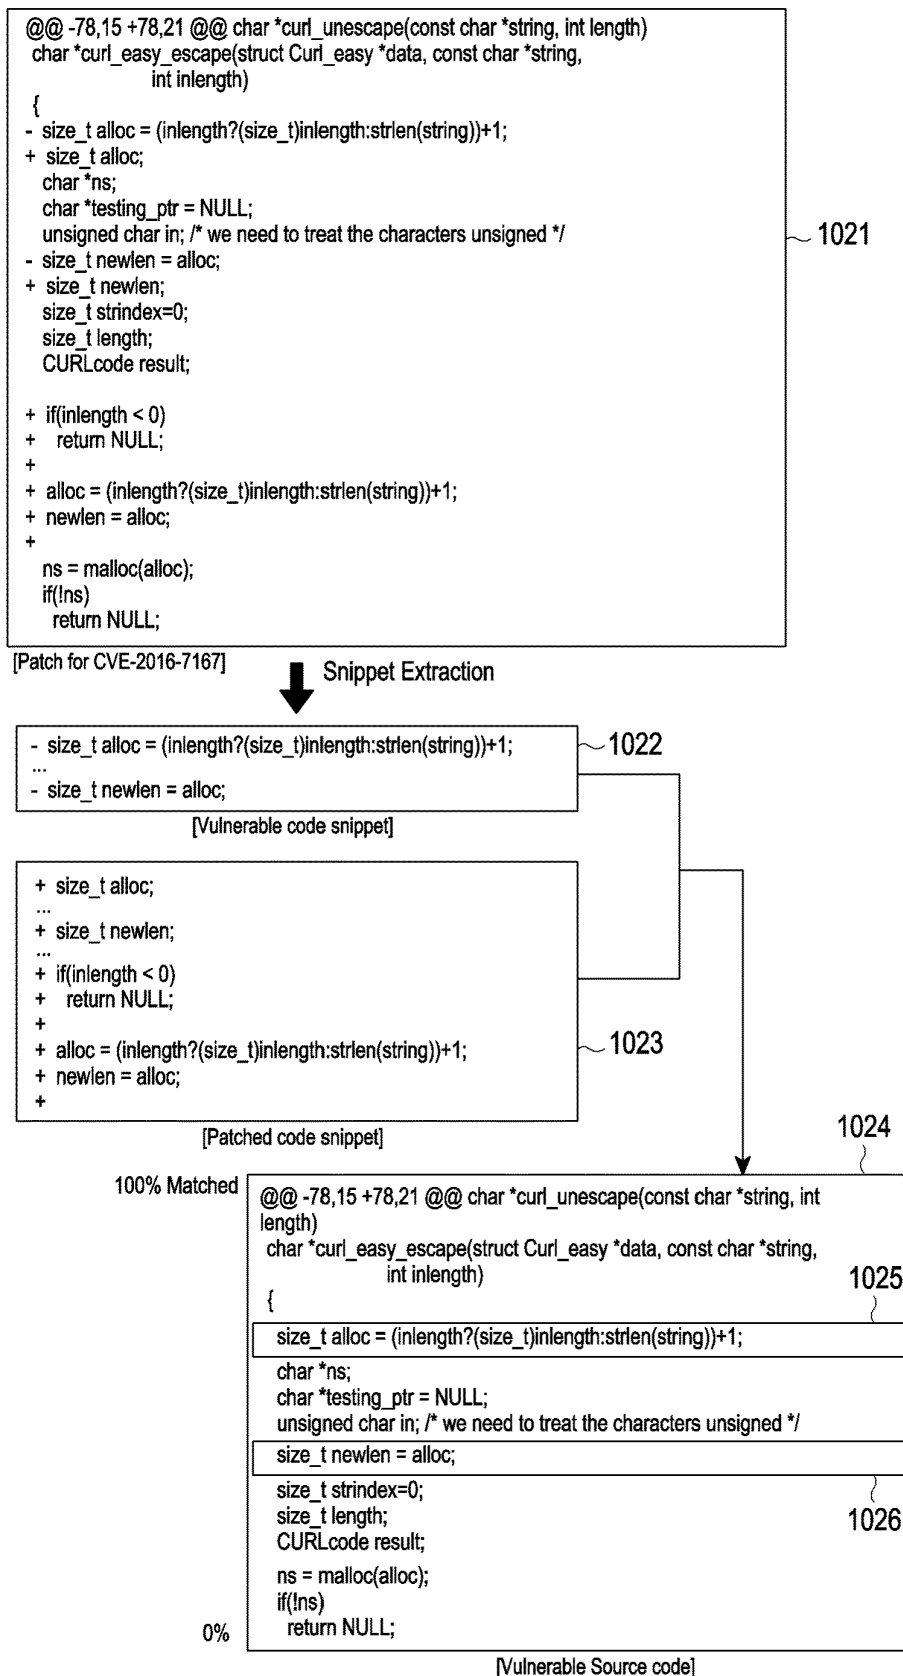 @@ -78,15 +78,21 @@ char *curl_unescape(const char *string, int length)
char *curl_easy_escape(struct Curl_easy *data, const char *string,
int inlength)
{
- size_t alloc = (inlength?(size_t)inlength:strlen(string))+1;
+ size_t alloc;
char *ns;
char *testing_ptr = NULL;
unsigned char in; /* we need to treat the characters unsigned */
- size_t newlen = alloc;
+ size_t newlen;
size_t strindex=0;
size_t length;
CURLcode result;
+ if(inlength < 0)
+ return NULL;
+
+ alloc = (inlength?(size_t)inlength:strlen(string))+1;
+ newlen = alloc;
+
ns = malloc(alloc);
if(!ns)
return NULL;
1021
[Patch for CVE-2016-7167]
Snippet Extraction
- size_t alloc = (inlength?(size_t)inlength:strlen(string))+1;
...
- size_t newlen = alloc;
1022
[Vulnerable code snippet]
+ size_t alloc;
...
+ size_t newlen;
...
+ if(inlength < 0)
+ return NULL;
+
+ alloc = (inlength?(size_t)inlength:strlen(string))+1;
+ newlen = alloc;
+
1023
[Patched code snippet]
1024
100% Matched
@@ -78,15 +78,21 @@ char *curl_unescape(const char *string, int
length)
char *curl_easy_escape(struct Curl_easy *data, const char *string,
int inlength)
1025
{
size_t alloc = (inlength?(size_t)inlength:strlen(string))+1;
char *ns;
char *testing_ptr = NULL;
unsigned char in; /* we need to treat the characters unsigned */
size_t newlen = alloc;
size_t strindex=0;
size_t length;
1026
CURLcode result;
ns = malloc(alloc);
if(!ns)
return NULL;
0%
[Vulnerable Source code]